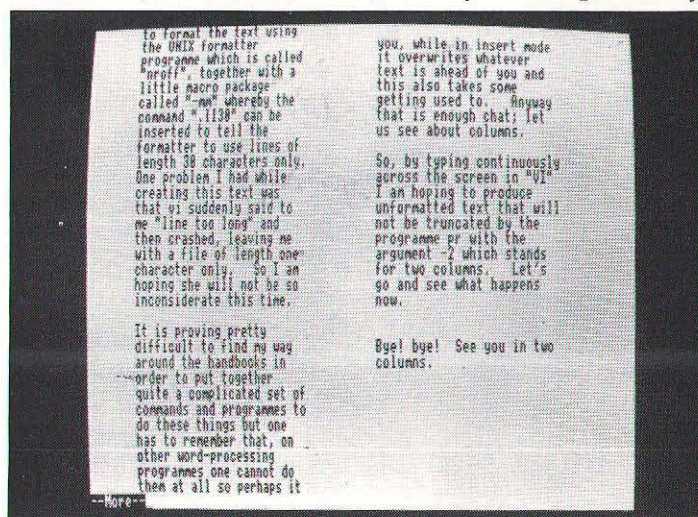 to format the text using
the UNIX formatter
programme which is called
"nroff", together with a
little macro package
called "-mm" whereby the
command ".ll30" can be
inserted to tell the
formatter to use lines of
length 30 characters only.
One problem I had while
creating this text was
that vi suddenly said to
me "line too long" and
then crashed, leaving me
with a file of length one
character only.   So I am
hoping she will not be so
inconsiderate this time.
It is proving pretty
difficult to find my way
around the handbooks in
order to put together
quite a complicated set of
commands and programmes to
do these things but one
has to remember that, on
other word-processing
programmes one cannot do
them at all so perhaps it
--More--
you, while in insert mode
it overwrites whatever
text is ahead of you and
this also takes some
getting used to.   Anyway
that is enough chat; let
us see about columns.
So, by typing continuously
across the screen in "VI"
I am hoping to produce
unformatted text that will
not be truncated by the
programme pr with the
argument -2 which stands
for two columns.   Let's
go and see what happens
now.
Bye! bye!  See you in two
columns.